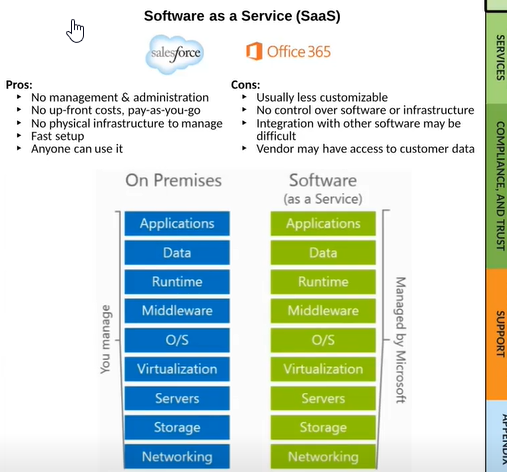 Software as a Service (SaaS)
salesforce
Office 365
Pros:
‣ No management & administration
‣ No up-front costs, pay-as-you-go
‣ No physical infrastructure to manage
‣ Fast setup
‣ Anyone can use it
Cons:
‣ Usually less customizable
‣ No control over software or infrastructure
‣ Integration with other software may be
difficult
‣ Vendor may have access to customer data
On Premises
You manage
Applications
Data
Runtime
Middleware
O/S
Virtualization
Servers
Storage
Networking
Software
(as a Service)
Applications
Data
Runtime
Middleware
O/S
Virtualization
Servers
Storage
Networking
Managed by Microsoft
SERVICES
COMPLIANCE, AND TRUST
SUPPORT